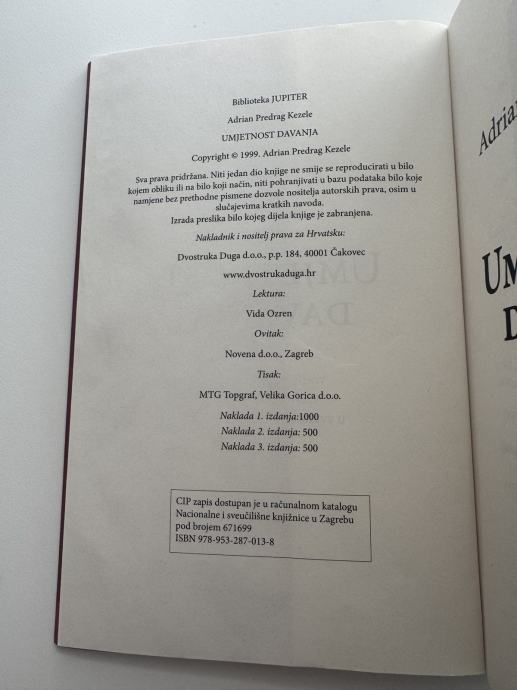 Biblioteka JUPITER
Adrian Predrag Kezele
UMJETNOST DAVANJA
Copyright © 1999. Adrian Predrag Kezele
Sva prava pridržana. Niti jedan dio knjige ne smije se reproducirati u bilo
kojem obliku ili na bilo koji način, niti pohranjivati u bazu podataka bilo koje
namjene bez prethodne pismene dozvole nositelja autorskih prava, osim u
slučajevima kratkih navoda.
Izrada preslika bilo kojeg dijela knjige je zabranjena.
Nakladnik i nositelj prava za Hrvatsku:
Dvostruka Duga d.o.o., p.p. 184, 40001 Čakovec
www.dvostrukaduga.hr
Lektura:
Vida Ozren
Ovitak:
Novena d.o.o., Zagreb
Tisak:
MTG Topgraf, Velika Gorica d.o.o.
Naklada 1. izdanja:1000
Naklada 2. izdanja: 500
Naklada 3. izdanja: 500
CIP zapis dostupan je u računalnom katalogu
Nacionalne i sveučilišne knjižnice u Zagrebu
pod brojem 671699
ISBN 978-953-287-013-8
Adrian
UM
D